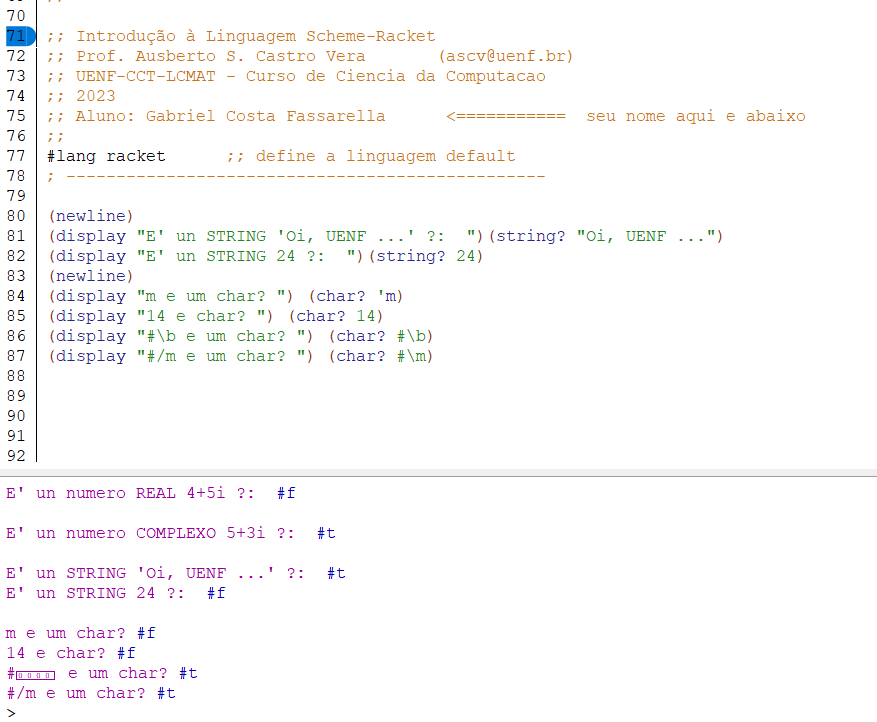 70
71 ;; Introdução à Linguagem Scheme-Racket
72 ;; Prof. Ausberto S. Castro Vera (ascv@uenf.br)
73 ;; UENF-CCT-LCMAT - Curso de Ciencia da Computacao
74 ;; 2023
75 ;; Aluno: Gabriel Costa Fassarella <=========== seu nome aqui e abaixo
76 ;;
77 #lang racket ;; define a linguagem default
78 ; ------------------------------------------------
79
80 (newline)
81 (display "E' un STRING 'Oi, UENF ...' ?:  ")(string? "Oi, UENF ...")
82 (display "E' un STRING 24 ?:  ")(string? 24)
83 (newline)
84 (display "m e um char? ") (char? 'm)
85 (display "14 e char? ") (char? 14)
86 (display "#\b e um char? ") (char? #\b)
87 (display "#/m e um char? ") (char? #\m)
88
89
90
91
92
E' un numero REAL 4+5i ?:  #f
E' un numero COMPLEXO 5+3i ?:  #t
E' un STRING 'Oi, UENF ...' ?:  #t
E' un STRING 24 ?:  #f
m e um char? #f
14 e char? #f
# e um char? #t
#/m e um char? #t
>